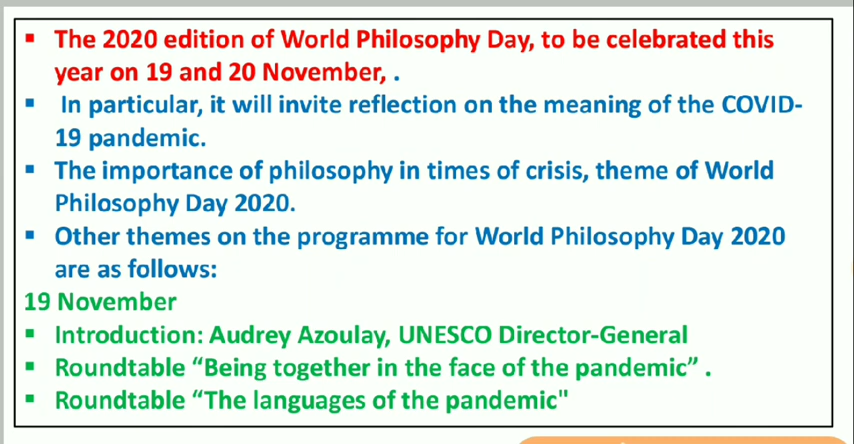 ▪ The 2020 edition of World Philosophy Day, to be celebrated this
year on 19 and 20 November, .
▪ In particular, it will invite reflection on the meaning of the COVID-
19 pandemic.
▪ The importance of philosophy in times of crisis, theme of World
Philosophy Day 2020.
▪ Other themes on the programme for World Philosophy Day 2020
are as follows:
19 November
▪ Introduction: Audrey Azoulay, UNESCO Director-General
▪ Roundtable “Being together in the face of the pandemic” .
▪ Roundtable “The languages of the pandemic"